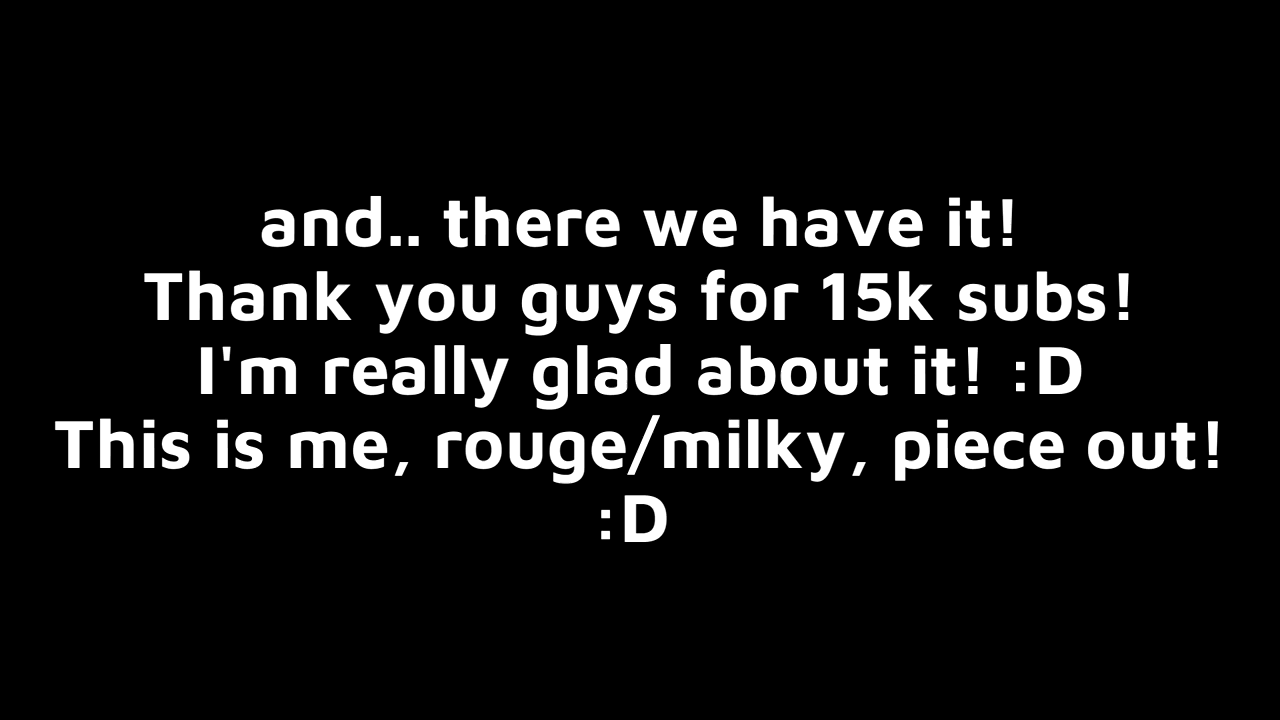 and.. there we have it!
Thank you guys for 15k subs!
I'm really glad about it! :D
This is me, rouge/milky, piece out!
:D